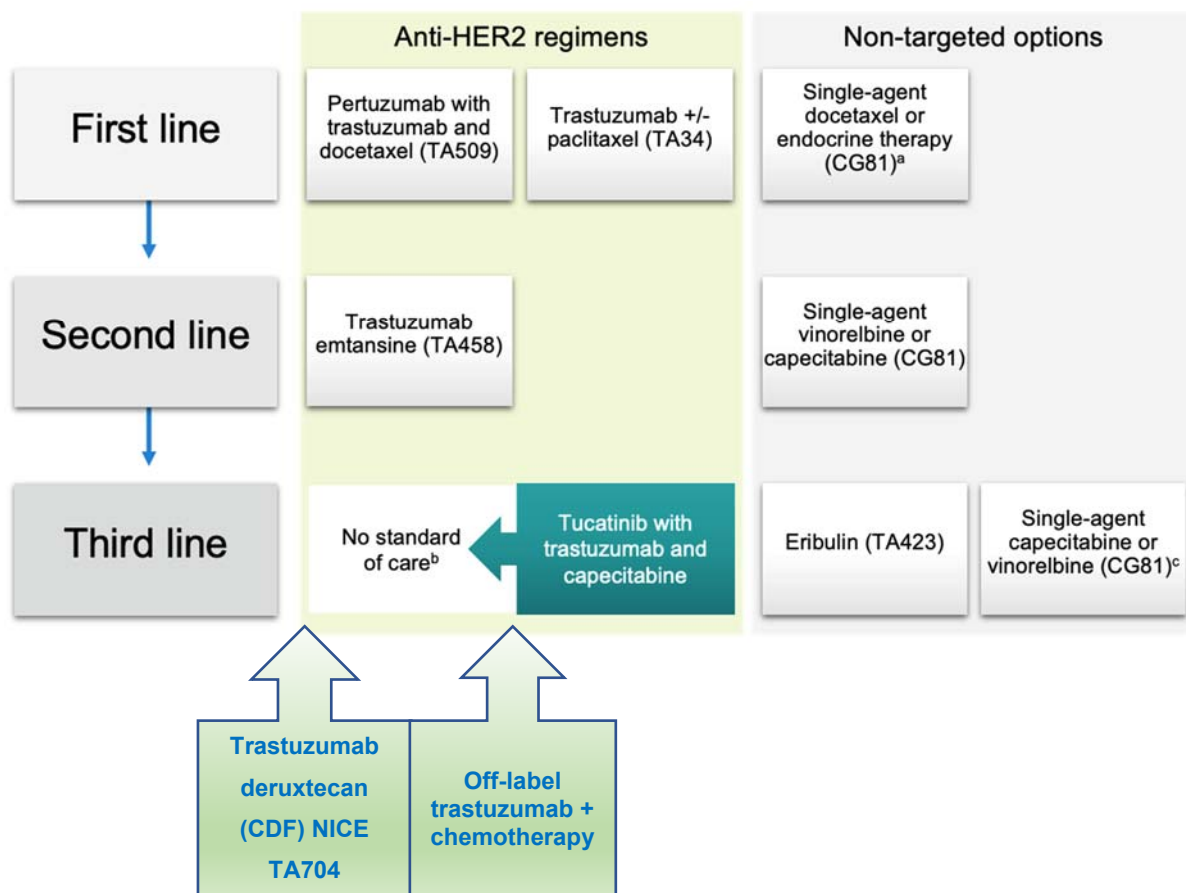 Anti-HER2 regimens
Non-targeted options
First line
Pertuzumab with
trastuzumab and
docetaxel (TA509)
Trastuzumab +/-
paclitaxel (TA34)
Single-agent
docetaxel or
endocrine therapy
(CG81)ᵃ
Second line
Trastuzumab
emtansine (TA458)
Single-agent
vinorelbine or
capecitabine (CG81)
Third line
No standard
of careᵇ
Tucatinib with
trastuzumab and
capecitabine
Eribulin (TA423)
Single-agent
capecitabine or
vinorelbine (CG81)ᶜ
Trastuzumab
deruxtecan
(CDF) NICE
TA704
Off-label
trastuzumab +
chemotherapy